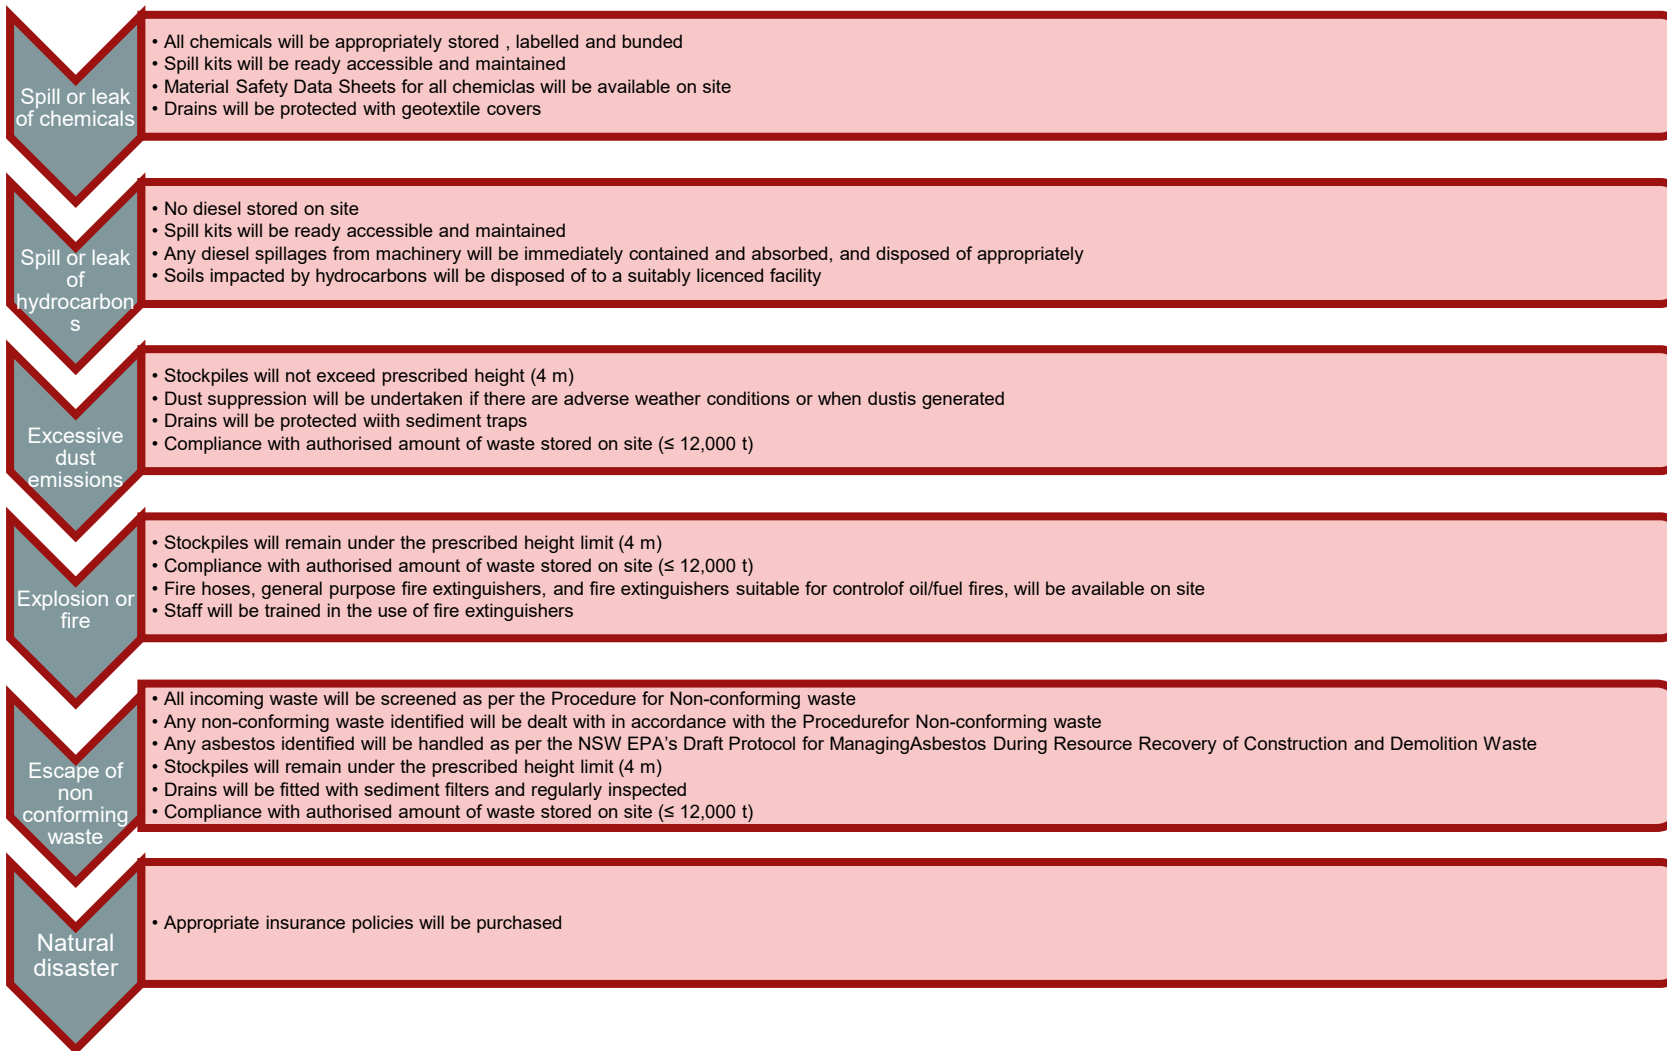 Spill or leak
of chemicals
• All chemicals will be appropriately stored , labelled and bunded
• Spill kits will be ready accessible and maintained
• Material Safety Data Sheets for all chemiclas will be available on site
• Drains will be protected with geotextile covers
Spill or leak
of
hydrocarbon
s
• No diesel stored on site
• Spill kits will be ready accessible and maintained
• Any diesel spillages from machinery will be immediately contained and absorbed, and disposed of appropriately
• Soils impacted by hydrocarbons will be disposed of to a suitably licenced facility
Excessive
dust
emissions
• Stockpiles will not exceed prescribed height (4 m)
• Dust suppression will be undertaken if there are adverse weather conditions or when dustis generated
• Drains will be protected wiith sediment traps
• Compliance with authorised amount of waste stored on site (≤ 12,000 t)
Explosion or
fire
• Stockpiles will remain under the prescribed height limit (4 m)
• Compliance with authorised amount of waste stored on site (≤ 12,000 t)
• Fire hoses, general purpose fire extinguishers, and fire extinguishers suitable for controlof oil/fuel fires, will be available on site
• Staff will be trained in the use of fire extinguishers
Escape of
non
conforming
waste
• All incoming waste will be screened as per the Procedure for Non-conforming waste
• Any non-conforming waste identified will be dealt with in accordance with the Procedurefor Non-conforming waste
• Any asbestos identified will be handled as per the NSW EPA’s Draft Protocol for ManagingAsbestos During Resource Recovery of Construction and Demolition Waste
• Stockpiles will remain under the prescribed height limit (4 m)
• Drains will be fitted with sediment filters and regularly inspected
• Compliance with authorised amount of waste stored on site (≤ 12,000 t)
Natural
disaster
• Appropriate insurance policies will be purchased